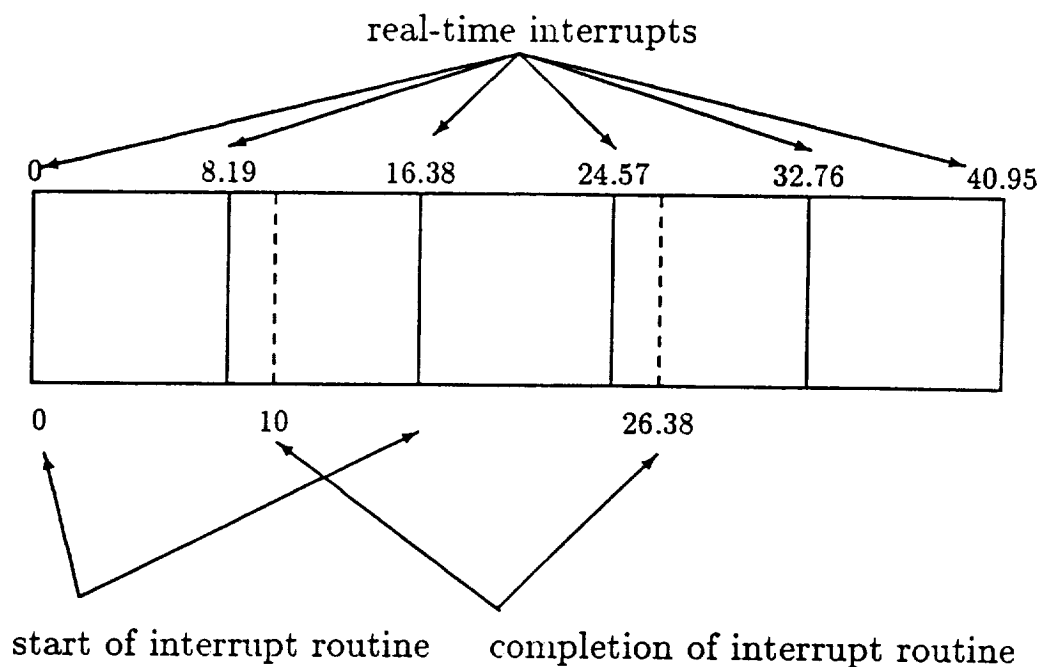 real-time interrupts
0 8.19 16.38 24.57 32.76 40.95
0 10 26.38
start of interrupt routine completion of interrupt routine